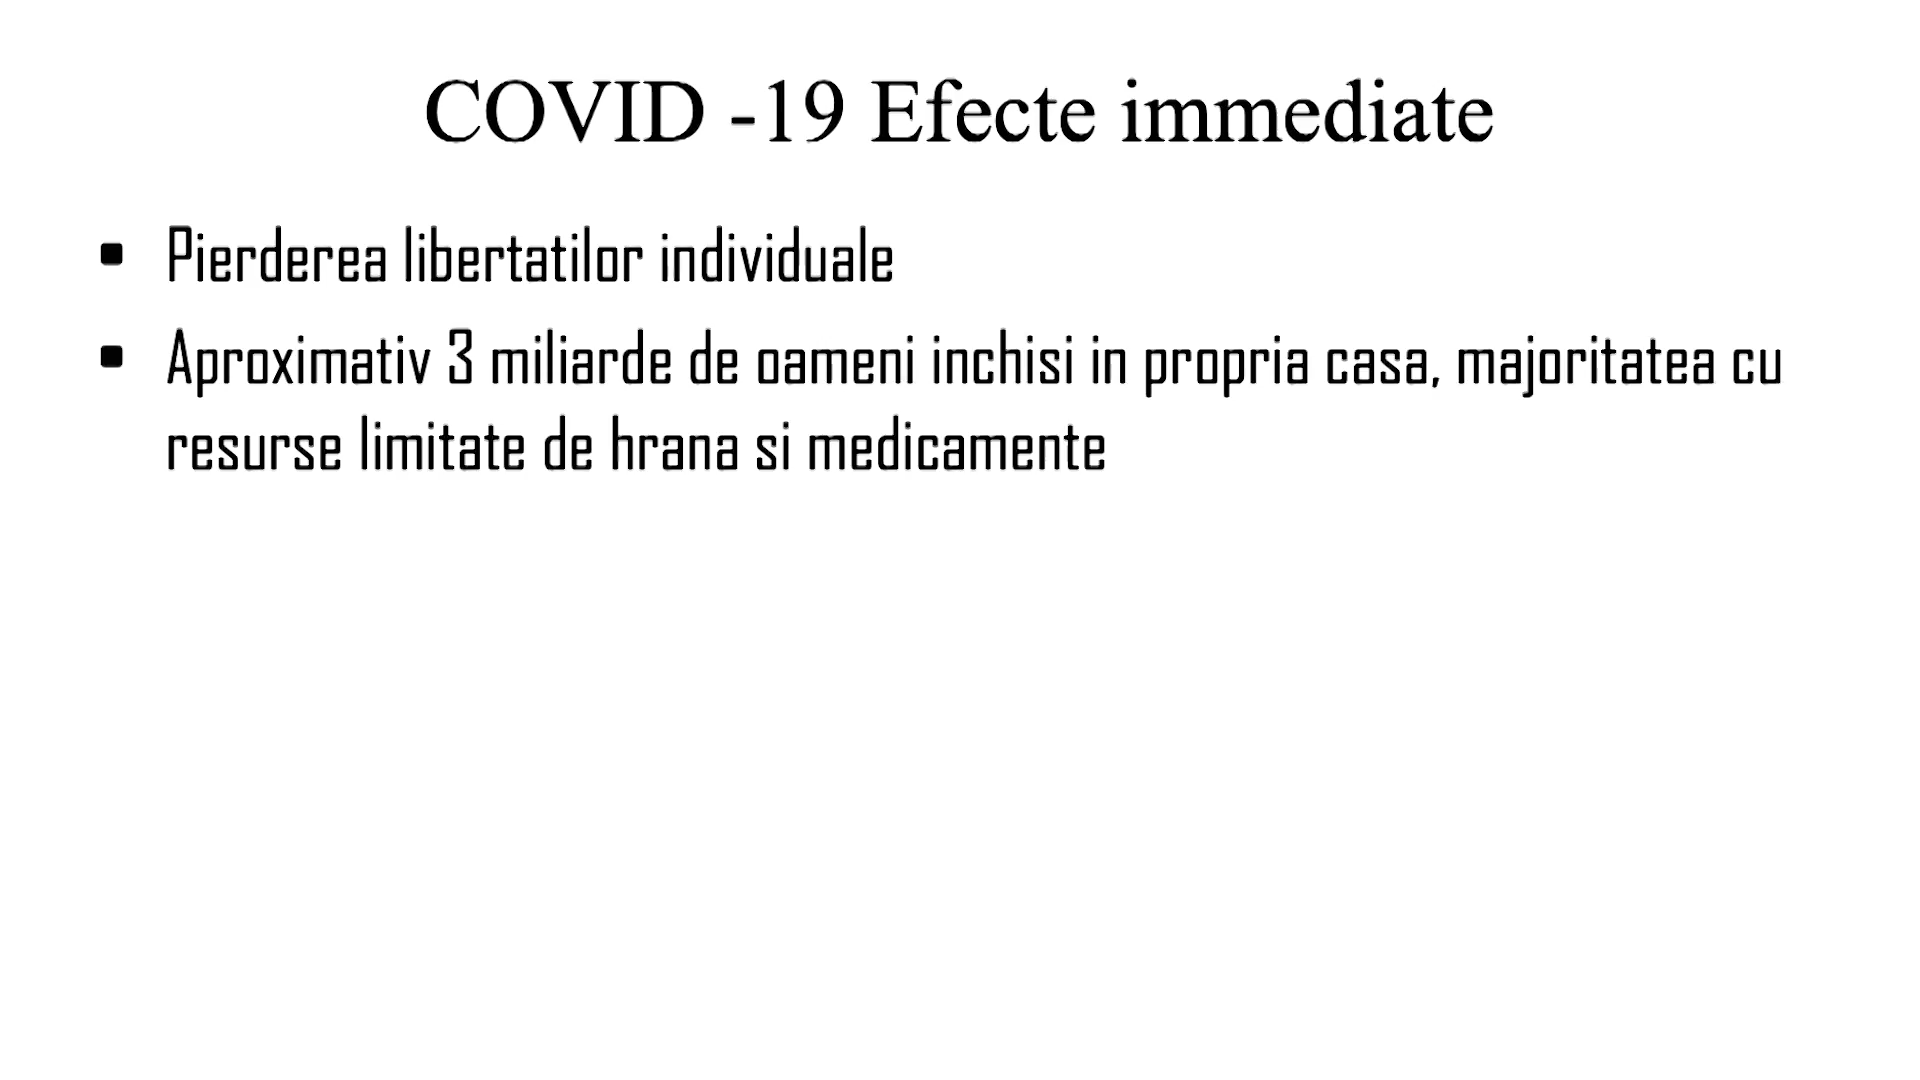 COVID -19 Efecte immediate
▪ Pierderea libertatilor individuale
▪ Aproximativ 3 miliarde de oameni inchisi in propria casa, majoritatea cu
resurse limitate de hrana si medicamente